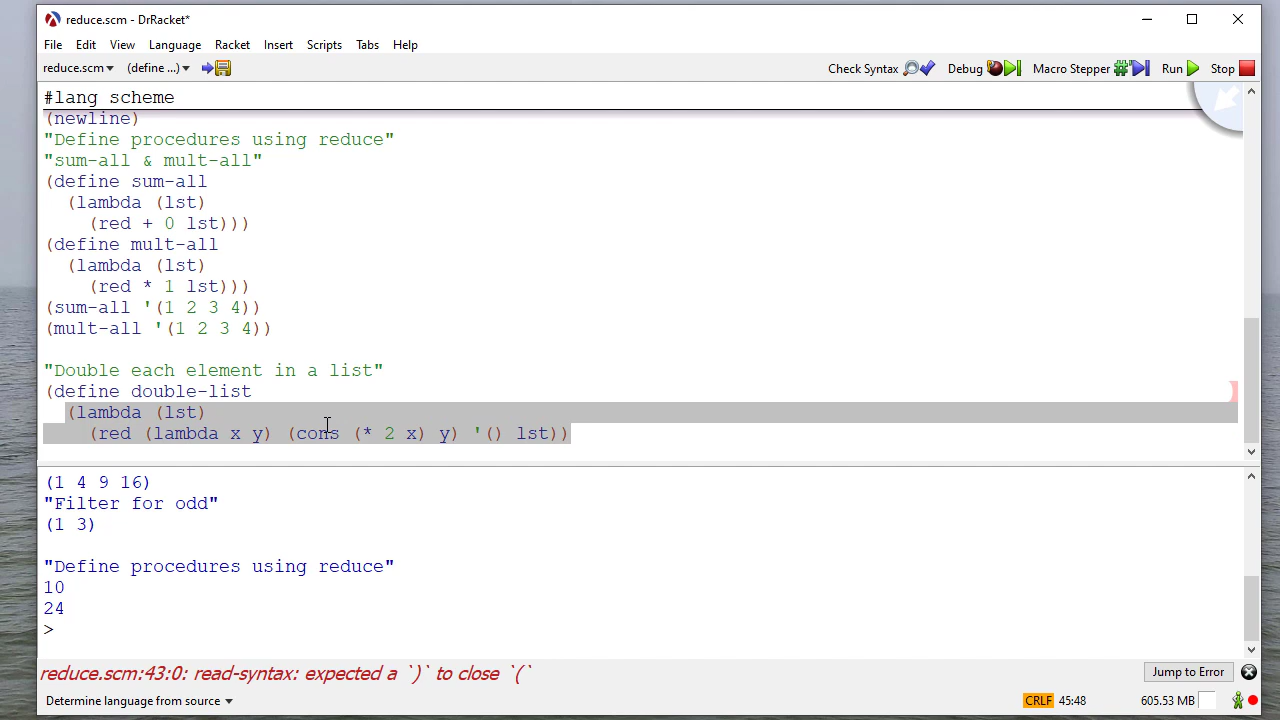 reduce.scm - DrRacket*
File Edit View Language Racket Insert Scripts Tabs Help
reduce.scm (define ...) Check Syntax Debug Macro Stepper Run Stop
#lang scheme
(newline)
"Define procedures using reduce"
"sum-all & mult-all"
(define sum-all
  (lambda (lst)
    (red + 0 lst)))
(define mult-all
  (lambda (lst)
    (red * 1 lst)))
(sum-all '(1 2 3 4))
(mult-all '(1 2 3 4))
"Double each element in a list"
(define double-list
  (lambda (lst)
    (red (lambda x y) (cons (* 2 x) y) '() lst))
(1 4 9 16)
"Filter for odd"
(1 3)
"Define procedures using reduce"
10
24
>
reduce.scm:43:0: read-syntax: expected a `)` to close `(`
Jump to Error
Determine language from source CRLF 45:48 605.53 MB